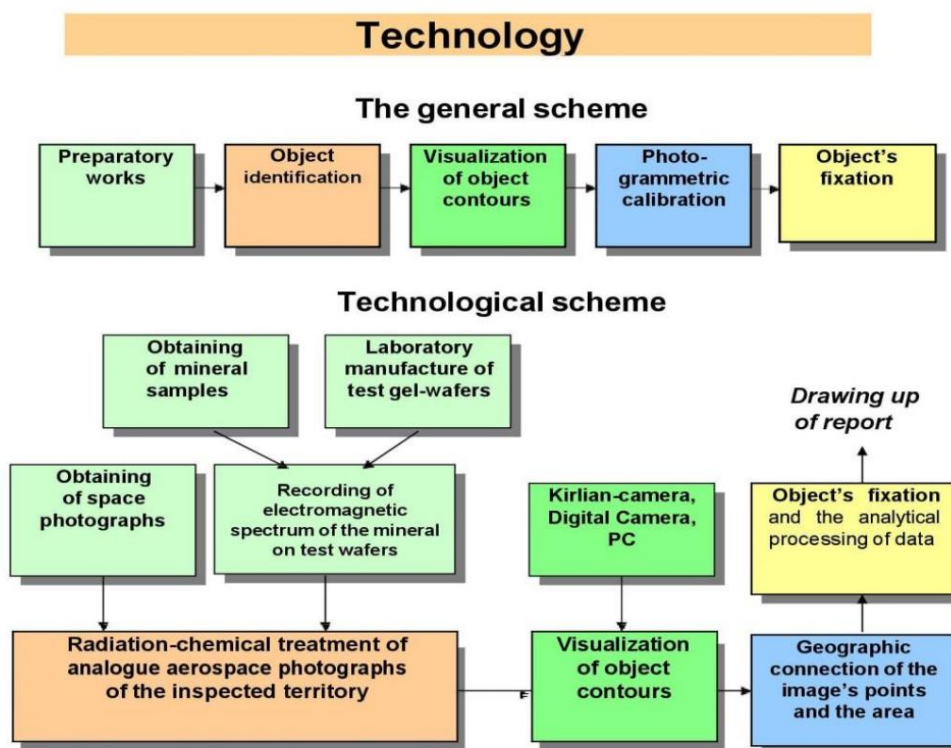 Technology
The general scheme
Preparatory
works
Object
identification
Visualization
of object
contours
Photo-
grammetric
calibration
Object's
fixation
Technological scheme
Obtaining
of mineral
samples
Laboratory
manufacture of
test gel-wafers
Drawing up
of report
Obtaining
of space
photographs
Recording of
electromagnetic
spectrum of the mineral
on test wafers
Kirlian-camera,
Digital Camera,
PC
Object's fixation
and the analytical
processing of data
Radiation-chemical treatment of
analogue aerospace photographs
of the inspected territory
Visualization
of object
contours
Geographic
connection of the
image's points
and the area